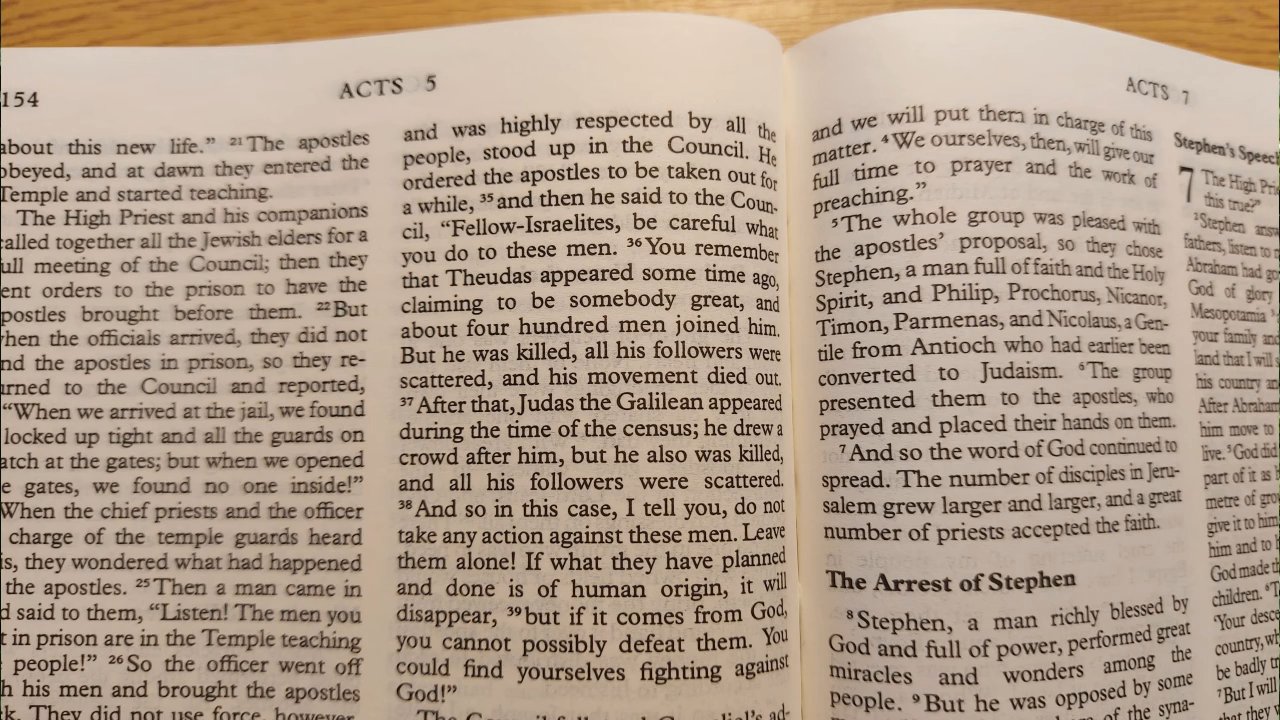 154
ACTS 5
about this new life.” 21 The apostles
obeyed, and at dawn they entered the
Temple and started teaching.
The High Priest and his companions
called together all the Jewish elders for a
full meeting of the Council; then they
sent orders to the prison to have the
apostles brought before them. 22 But
when the officials arrived, they did not
find the apostles in prison, so they re-
urned to the Council and reported,
“When we arrived at the jail, we found
locked up tight and all the guards on
atch at the gates; but when we opened
e gates, we found no one inside!”
When the chief priests and the officer
charge of the temple guards heard
is, they wondered what had happened
the apostles. 25 Then a man came in
d said to them, “Listen! The men you
t in prison are in the Temple teaching
people!” 26 So the officer went off
h his men and brought the apostles
k. They did not use force, however,
and was highly respected by all the
people, stood up in the Council. He
ordered the apostles to be taken out for
a while, 35 and then he said to the Coun-
cil, “Fellow-Israelites, be careful what
you do to these men. 36 You remember
that Theudas appeared some time ago,
claiming to be somebody great, and
about four hundred men joined him.
But he was killed, all his followers were
scattered, and his movement died out.
37 After that, Judas the Galilean appeared
during the time of the census; he drew a
crowd after him, but he also was killed,
and all his followers were scattered.
38 And so in this case, I tell you, do not
take any action against these men. Leave
them alone! If what they have planned
and done is of human origin, it will
disappear, 39 but if it comes from God,
you cannot possibly defeat them. You
could find yourselves fighting against
God!”
ACTS 7
and we will put them in charge of this
matter. 4 We ourselves, then, will give our
full time to prayer and the work of
preaching.”
5 The whole group was pleased with
the apostles’ proposal, so they chose
Stephen, a man full of faith and the Holy
Spirit, and Philip, Prochorus, Nicanor,
Timon, Parmenas, and Nicolaus, a Gen-
tile from Antioch who had earlier been
converted to Judaism. 6 The group
presented them to the apostles, who
prayed and placed their hands on them.
7 And so the word of God continued to
spread. The number of disciples in Jeru-
salem grew larger and larger, and a great
number of priests accepted the faith.
The Arrest of Stephen
8 Stephen, a man richly blessed by
God and full of power, performed great
miracles and wonders among the
people. 9 But he was opposed by some
of the syna-
Stephen’s Speech
7 The High Pri
this true?”
2 Stephen answ
fathers, listen to
Abraham had go
God of glory
Mesopotamia 3
your family and
land that I will
his country an
After Abraham
him move to
live. 5 God did
part of it as
metre of gro
give it to him
him and to
God made th
children. 6
‘Your desc
country, wh
be badly tr
7 But I will
that they